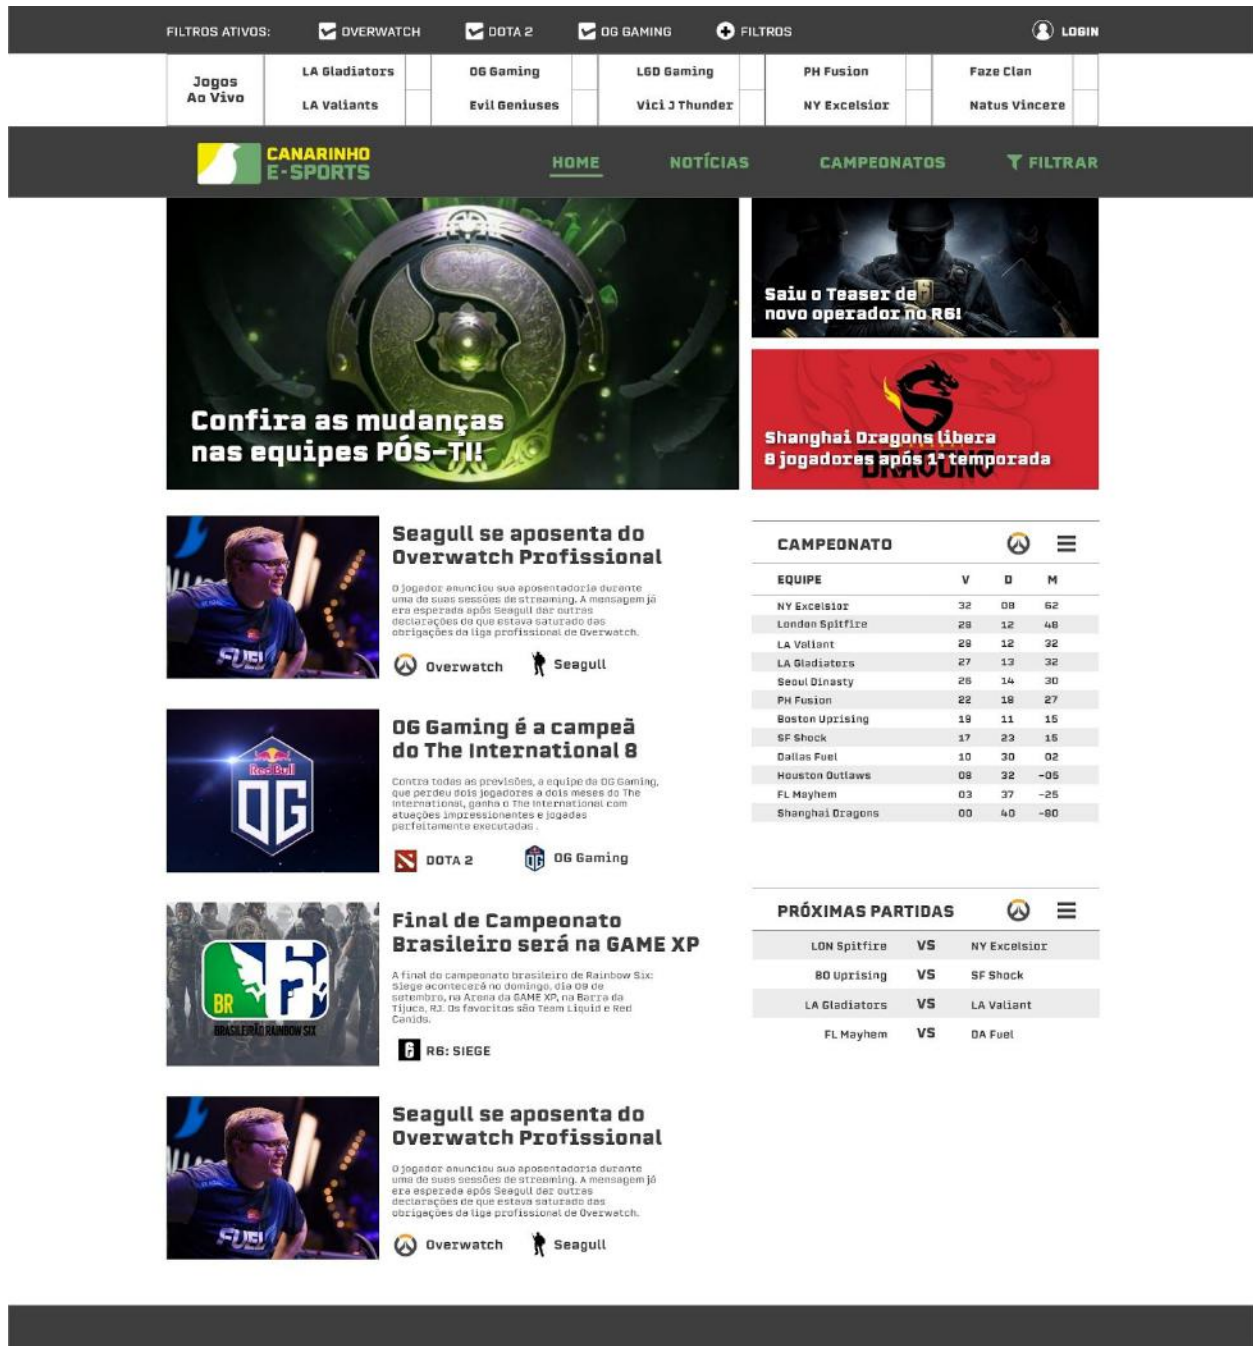 FILTROS ATIVOS: OVERWATCH DOTA 2 OG GAMING FILTROS LOGIN
Jogos
Ao Vivo
LA Gladiators
LA Valiants
OG Gaming
Evil Geniuses
LGD Gaming
Vici J Thunder
PH Fusion
NY Excelsior
Faze Clan
Natus Vincere
CANARINHO
E-SPORTS
HOME NOTÍCIAS CAMPEONATOS FILTRAR
Confira as mudanças
nas equipes PÓS-TI!
Saiu o Teaser de
novo operador no R6!
Shanghai Dragons libera
8 jogadores após 1ª temporada
DRAGONS
FUEL
Seagull se aposenta do
Overwatch Profissional
O jogador anunciou sua aposentadoria durante
uma de suas sessões de streaming. A mensagem já
era esperada após Seagull dar outras
declarações de que estava saturado das
obrigações da liga profissional de Overwatch.
Overwatch Seagull
Red Bull
OG
OG Gaming é a campeã
do The International 8
Contra todas as previsões, a equipe da OG Gaming,
que perdeu dois jogadores a dois meses do The
International, ganha o The International com
atuações impressionantes e jogadas
perfeitamente executadas .
DOTA 2 OG Gaming
BR 6
BRASILEIRÃO RAINBOW SIX
Final de Campeonato
Brasileiro será na GAME XP
A final do campeonato brasileiro de Rainbow Six:
Siege acontecerá no domingo, dia 09 de
setembro, na Arena da GAME XP, na Barra da
Tijuca, RJ. Os favoritos são Team Liquid e Red
Canids.
R6: SIEGE
FUEL
Seagull se aposenta do
Overwatch Profissional
O jogador anunciou sua aposentadoria durante
uma de suas sessões de streaming. A mensagem já
era esperada após Seagull dar outras
declarações de que estava saturado das
obrigações da liga profissional de Overwatch.
Overwatch Seagull
CAMPEONATO
EQUIPE V D M
NY Excelsior 32 08 62
London Spitfire 28 12 48
LA Valiant 28 12 32
LA Gladiators 27 13 32
Seoul Dinasty 26 14 30
PH Fusion 22 18 27
Boston Uprising 19 11 15
SF Shock 17 23 15
Dallas Fuel 10 30 02
Houston Outlaws 08 32 -05
FL Mayhem 03 37 -25
Shanghai Dragons 00 40 -80
PRÓXIMAS PARTIDAS
LON Spitfire VS NY Excelsior
BO Uprising VS SF Shock
LA Gladiators VS LA Valiant
FL Mayhem VS DA Fuel